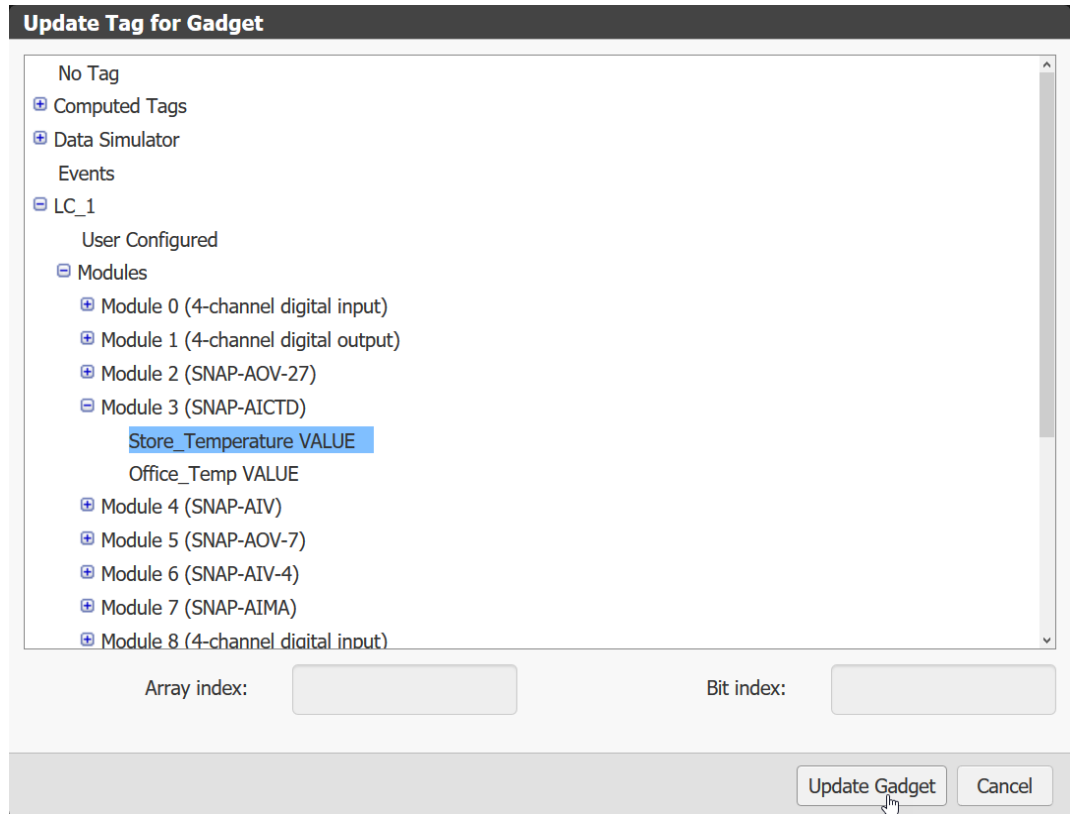 Update Tag for Gadget
No Tag
Computed Tags
Data Simulator
Events
LC_1
User Configured
Modules
Module 0 (4-channel digital input)
Module 1 (4-channel digital output)
Module 2 (SNAP-AOV-27)
Module 3 (SNAP-AICTD)
Store_Temperature VALUE
Office_Temp VALUE
Module 4 (SNAP-AIV)
Module 5 (SNAP-AOV-7)
Module 6 (SNAP-AIV-4)
Module 7 (SNAP-AIMA)
Module 8 (4-channel digital input)
Array index: Bit index:
Update Gadget Cancel